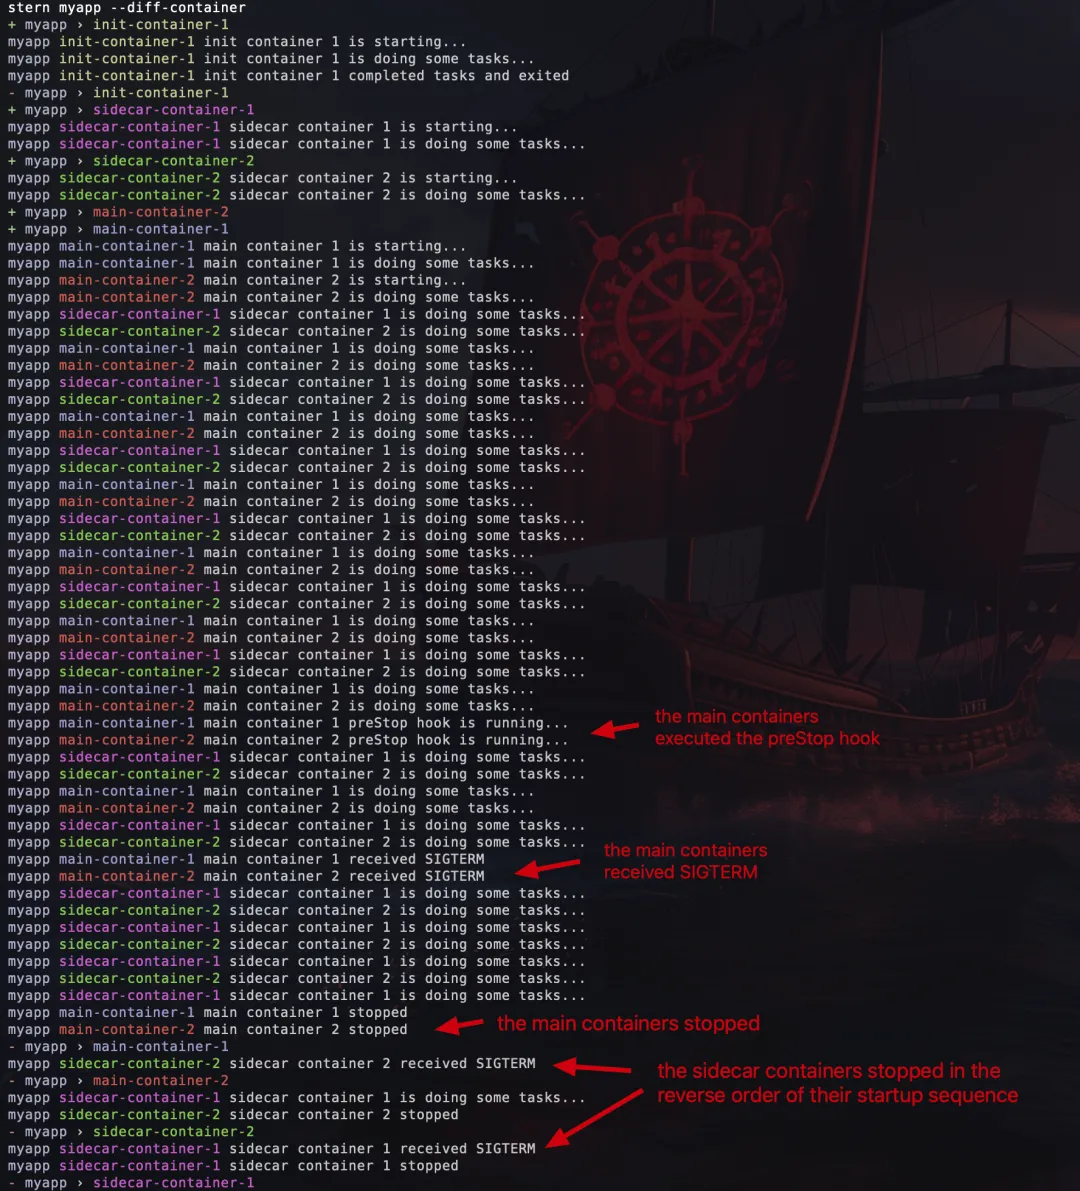 stern myapp --diff-container
+ myapp › init-container-1
myapp init-container-1 init container 1 is starting...
myapp init-container-1 init container 1 is doing some tasks...
myapp init-container-1 init container 1 completed tasks and exited
- myapp › init-container-1
+ myapp › sidecar-container-1
myapp sidecar-container-1 sidecar container 1 is starting...
myapp sidecar-container-1 sidecar container 1 is doing some tasks...
+ myapp › sidecar-container-2
myapp sidecar-container-2 sidecar container 2 is starting...
myapp sidecar-container-2 sidecar container 2 is doing some tasks...
+ myapp › main-container-2
+ myapp › main-container-1
myapp main-container-1 main container 1 is starting...
myapp main-container-1 main container 1 is doing some tasks...
myapp main-container-2 main container 2 is starting...
myapp main-container-2 main container 2 is doing some tasks...
myapp sidecar-container-1 sidecar container 1 is doing some tasks...
myapp sidecar-container-2 sidecar container 2 is doing some tasks...
myapp main-container-1 main container 1 is doing some tasks...
myapp main-container-2 main container 2 is doing some tasks...
myapp sidecar-container-1 sidecar container 1 is doing some tasks...
myapp sidecar-container-2 sidecar container 2 is doing some tasks...
myapp main-container-1 main container 1 is doing some tasks...
myapp main-container-2 main container 2 is doing some tasks...
myapp sidecar-container-1 sidecar container 1 is doing some tasks...
myapp sidecar-container-2 sidecar container 2 is doing some tasks...
myapp main-container-1 main container 1 is doing some tasks...
myapp main-container-2 main container 2 is doing some tasks...
myapp sidecar-container-1 sidecar container 1 is doing some tasks...
myapp sidecar-container-2 sidecar container 2 is doing some tasks...
myapp main-container-1 main container 1 is doing some tasks...
myapp main-container-2 main container 2 is doing some tasks...
myapp sidecar-container-1 sidecar container 1 is doing some tasks...
myapp sidecar-container-2 sidecar container 2 is doing some tasks...
myapp main-container-1 main container 1 is doing some tasks...
myapp main-container-2 main container 2 is doing some tasks...
myapp sidecar-container-1 sidecar container 1 is doing some tasks...
myapp sidecar-container-2 sidecar container 2 is doing some tasks...
myapp main-container-1 main container 1 is doing some tasks...
myapp main-container-2 main container 2 is doing some tasks...
myapp main-container-1 main container 1 preStop hook is running...
myapp main-container-2 main container 2 preStop hook is running...
the main containers
executed the preStop hook
myapp sidecar-container-1 sidecar container 1 is doing some tasks...
myapp sidecar-container-2 sidecar container 2 is doing some tasks...
myapp main-container-1 main container 1 is doing some tasks...
myapp main-container-2 main container 2 is doing some tasks...
myapp sidecar-container-1 sidecar container 1 is doing some tasks...
myapp sidecar-container-2 sidecar container 2 is doing some tasks...
myapp main-container-1 main container 1 received SIGTERM
myapp main-container-2 main container 2 received SIGTERM
the main containers
received SIGTERM
myapp sidecar-container-1 sidecar container 1 is doing some tasks...
myapp sidecar-container-2 sidecar container 2 is doing some tasks...
myapp sidecar-container-1 sidecar container 1 is doing some tasks...
myapp sidecar-container-2 sidecar container 2 is doing some tasks...
myapp sidecar-container-1 sidecar container 1 is doing some tasks...
myapp sidecar-container-2 sidecar container 2 is doing some tasks...
myapp sidecar-container-1 sidecar container 1 is doing some tasks...
myapp main-container-1 main container 1 stopped
myapp main-container-2 main container 2 stopped
the main containers stopped
- myapp › main-container-1
myapp sidecar-container-2 sidecar container 2 received SIGTERM
- myapp › main-container-2
the sidecar containers stopped in the
reverse order of their startup sequence
myapp sidecar-container-1 sidecar container 1 is doing some tasks...
myapp sidecar-container-2 sidecar container 2 stopped
- myapp › sidecar-container-2
myapp sidecar-container-1 sidecar container 1 received SIGTERM
myapp sidecar-container-1 sidecar container 1 stopped
- myapp › sidecar-container-1